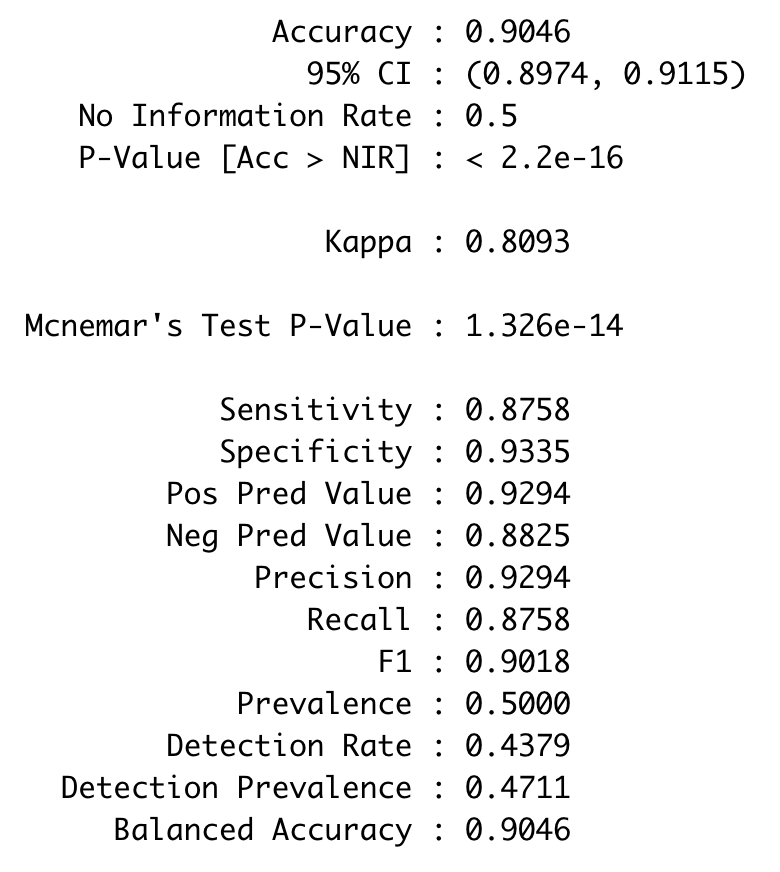 Accuracy : 0.9046
95% CI : (0.8974, 0.9115)
No Information Rate : 0.5
P-Value [Acc > NIR] : < 2.2e-16
Kappa : 0.8093
Mcnemar's Test P-Value : 1.326e-14
Sensitivity : 0.8758
Specificity : 0.9335
Pos Pred Value : 0.9294
Neg Pred Value : 0.8825
Precision : 0.9294
Recall : 0.8758
F1 : 0.9018
Prevalence : 0.5000
Detection Rate : 0.4379
Detection Prevalence : 0.4711
Balanced Accuracy : 0.9046